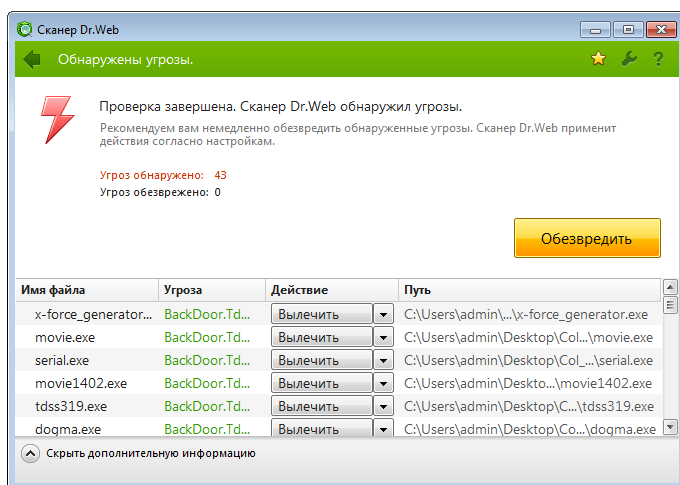 Сканер Dr.Web
Обнаружены угрозы.
?
Проверка завершена. Сканер Dr.Web обнаружил угрозы.
Рекомендуем вам немедленно обезвредить обнаруженные угрозы. Сканер Dr.Web применит
действия согласно настройкам.
Угроз обнаружено: 43
Угроз обезврежено: 0
Обезвредить
Имя файла Угроза Действие Путь
x-force_generator... BackDoor.Td... Вылечить C:\Users\admin\...\x-force_generator.exe
movie.exe BackDoor.Td... Вылечить C:\Users\admin\Desktop\Col...\movie.exe
serial.exe BackDoor.Td... Вылечить C:\Users\admin\Desktop\Col_...\serial.exe
movie1402.exe BackDoor.Td... Вылечить C:\Users\admin\Deskto...\movie1402.exe
tdss319.exe BackDoor.Td... Вылечить C:\Users\admin\Desktop\C...\tdss319.exe
dogma.exe BackDoor.Td... Вылечить C:\Users\admin\Desktop\Co...\dogma.exe
Скрыть дополнительную информацию